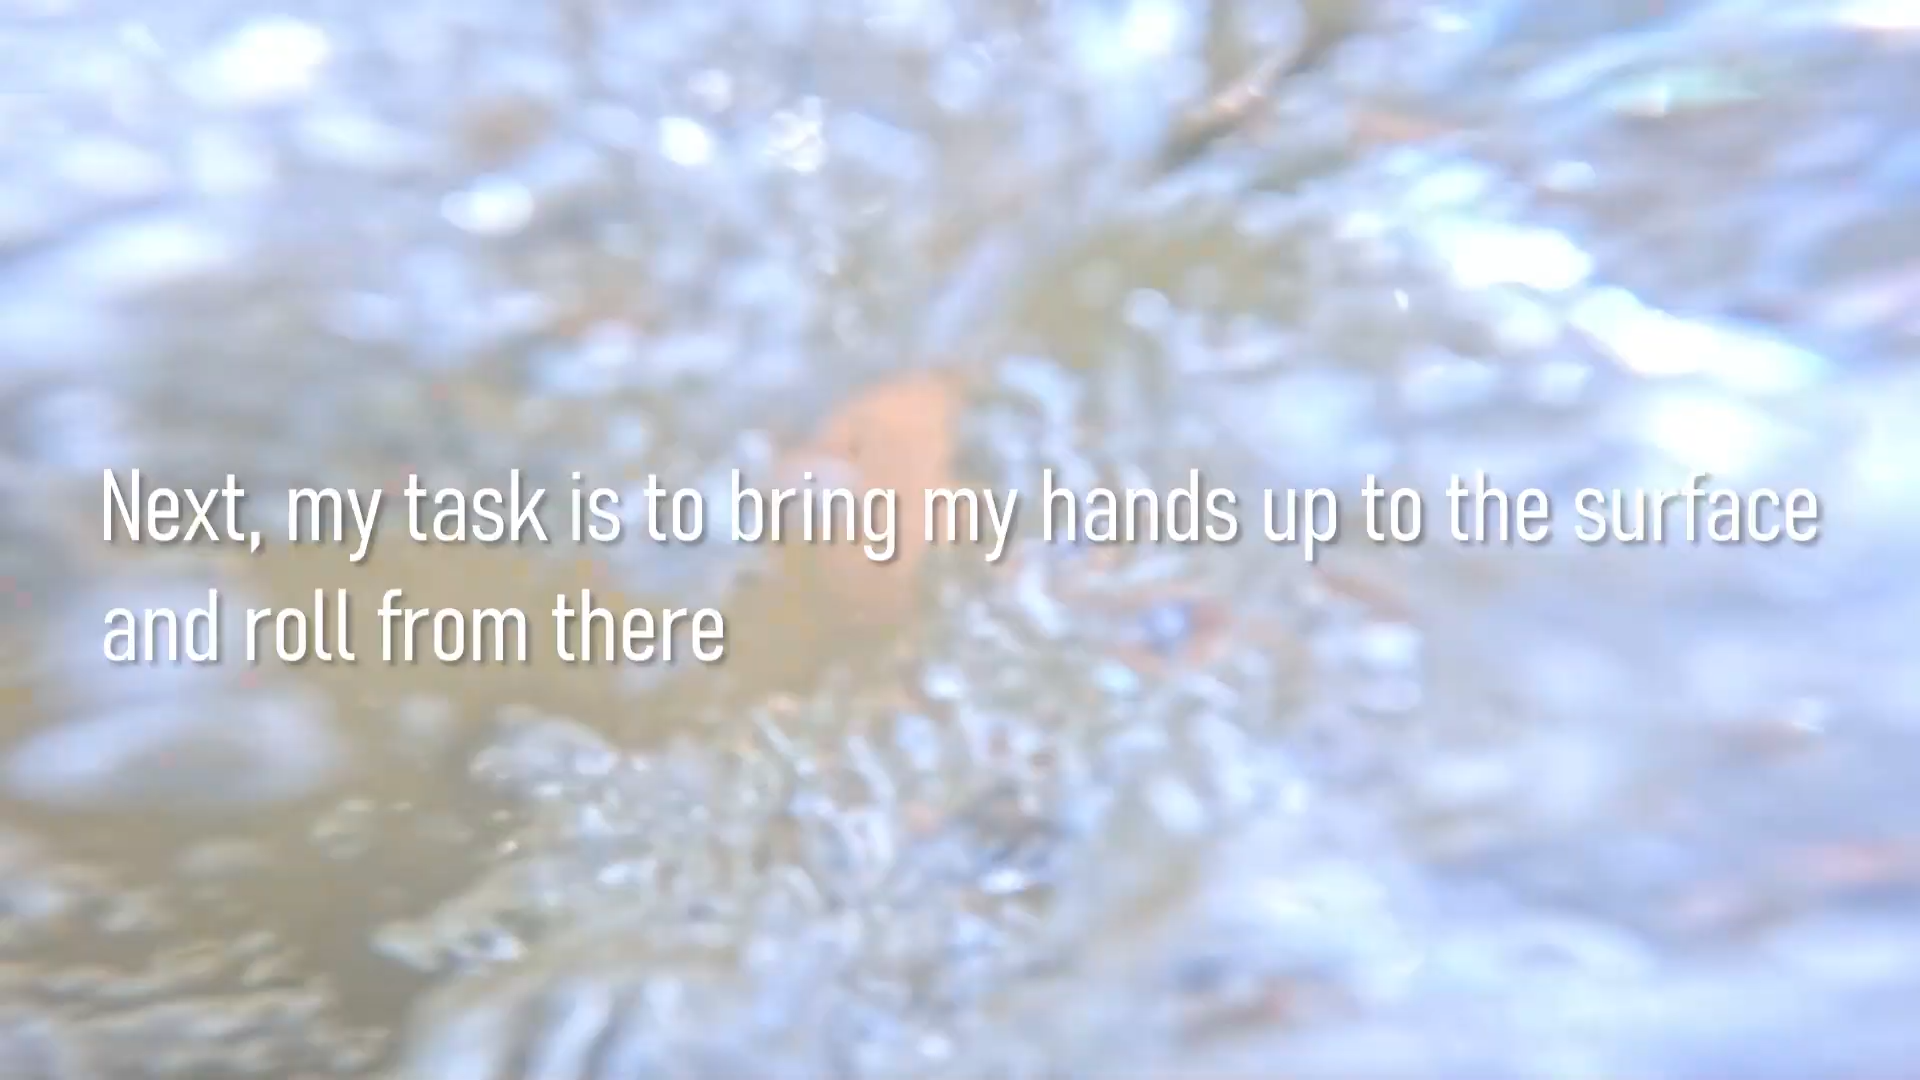 Next, my task is to bring my hands up to the surface
and roll from there